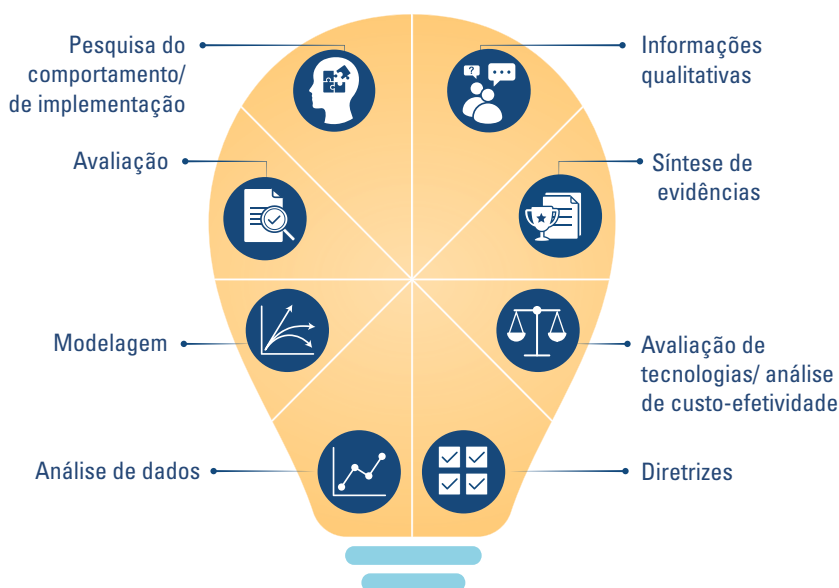 Pesquisa do
comportamento/
de implementação
Informações
qualitativas
Avaliação
Síntese de
evidências
Modelagem
Avaliação de
tecnologias/ análise
de custo-efetividade
Análise de dados
Diretrizes
?